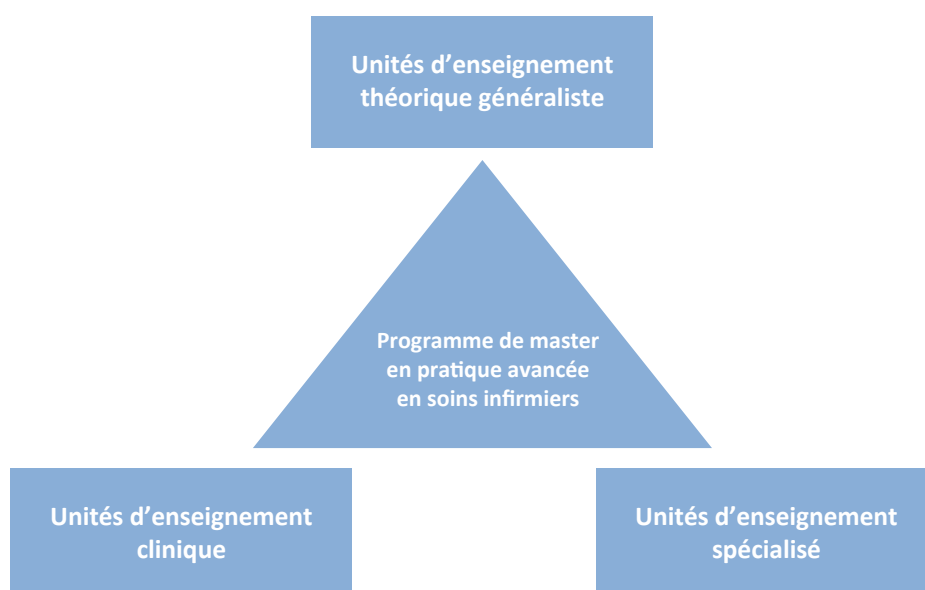 Unités d’enseignement
théorique généraliste
Programme de master
en pratique avancée
en soins infirmiers
Unités d’enseignement
clinique
Unités d’enseignement
spécialisé